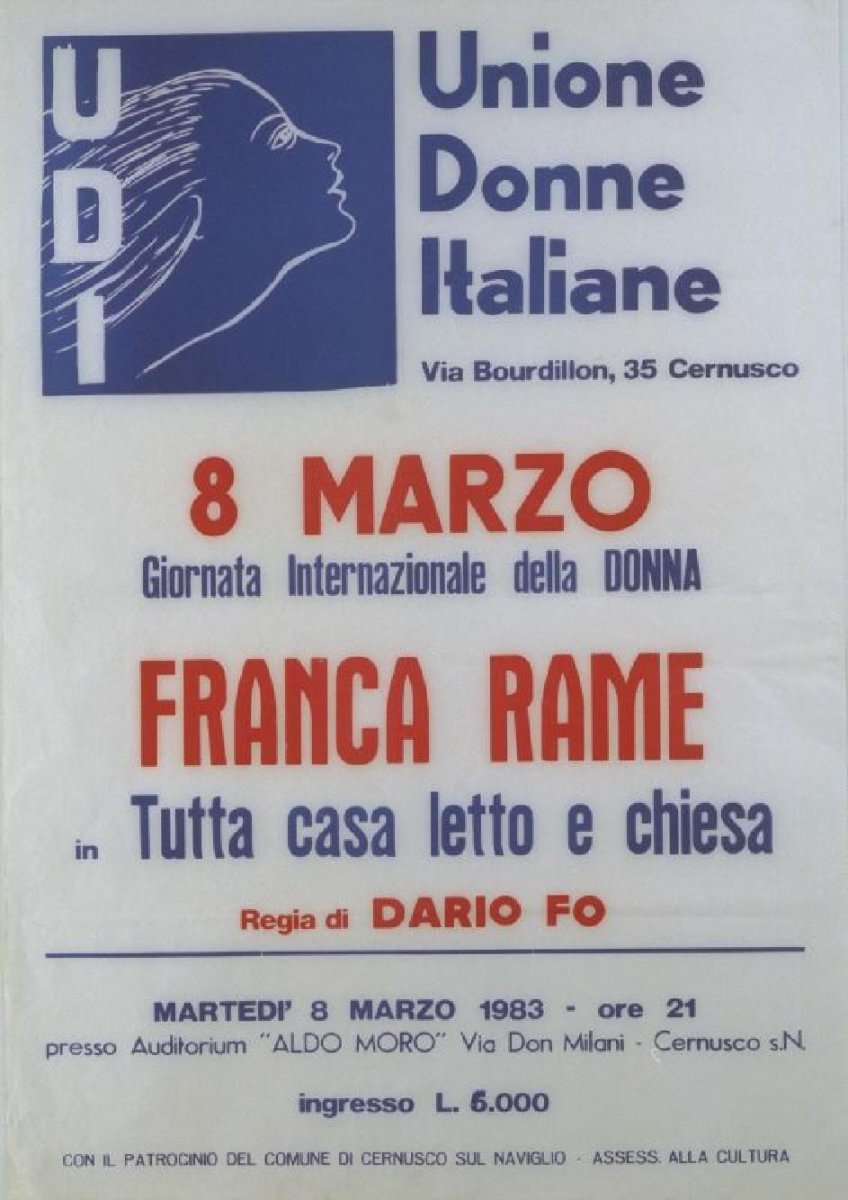 UDI
Unione
Donne
Italiane
Via Bourdillon, 35 Cernusco
8 MARZO
Giornata Internazionale della DONNA
FRANCA RAME
in Tutta casa letto e chiesa
Regia di DARIO FO
MARTEDI' 8 MARZO 1983 - ore 21
presso Auditorium "ALDO MORO" Via Don Milani - Cernusco s.N.
ingresso L. 5.000
CON IL PATROCINIO DEL COMUNE DI CERNUSCO SUL NAVIGLIO - ASSESS. ALLA CULTURA